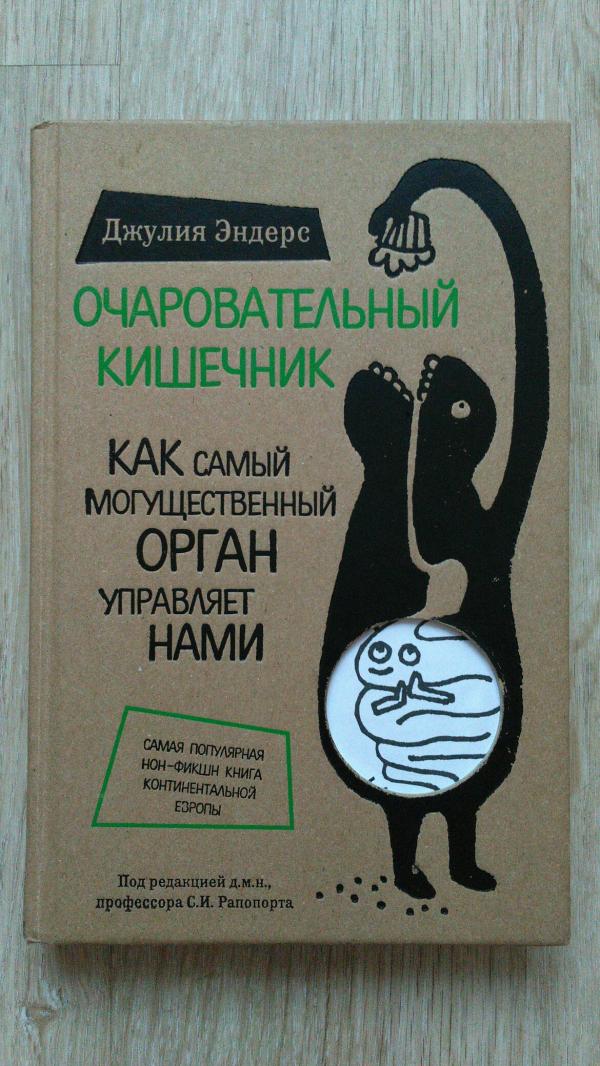 Джулия Эндерс
ОЧАРОВАТЕЛЬНЫЙ
КИШЕЧНИК
КАК САМЫЙ
МОГУЩЕСТВЕННЫЙ
ОРГАН
УПРАВЛЯЕТ
НАМИ
САМАЯ ПОПУЛЯРНАЯ
НОН-ФИКШН КНИГА
КОНТИНЕНТАЛЬНОЙ
ЕВРОПЫ
Под редакцией д.м.н.,
профессора С.И. Рапопорта